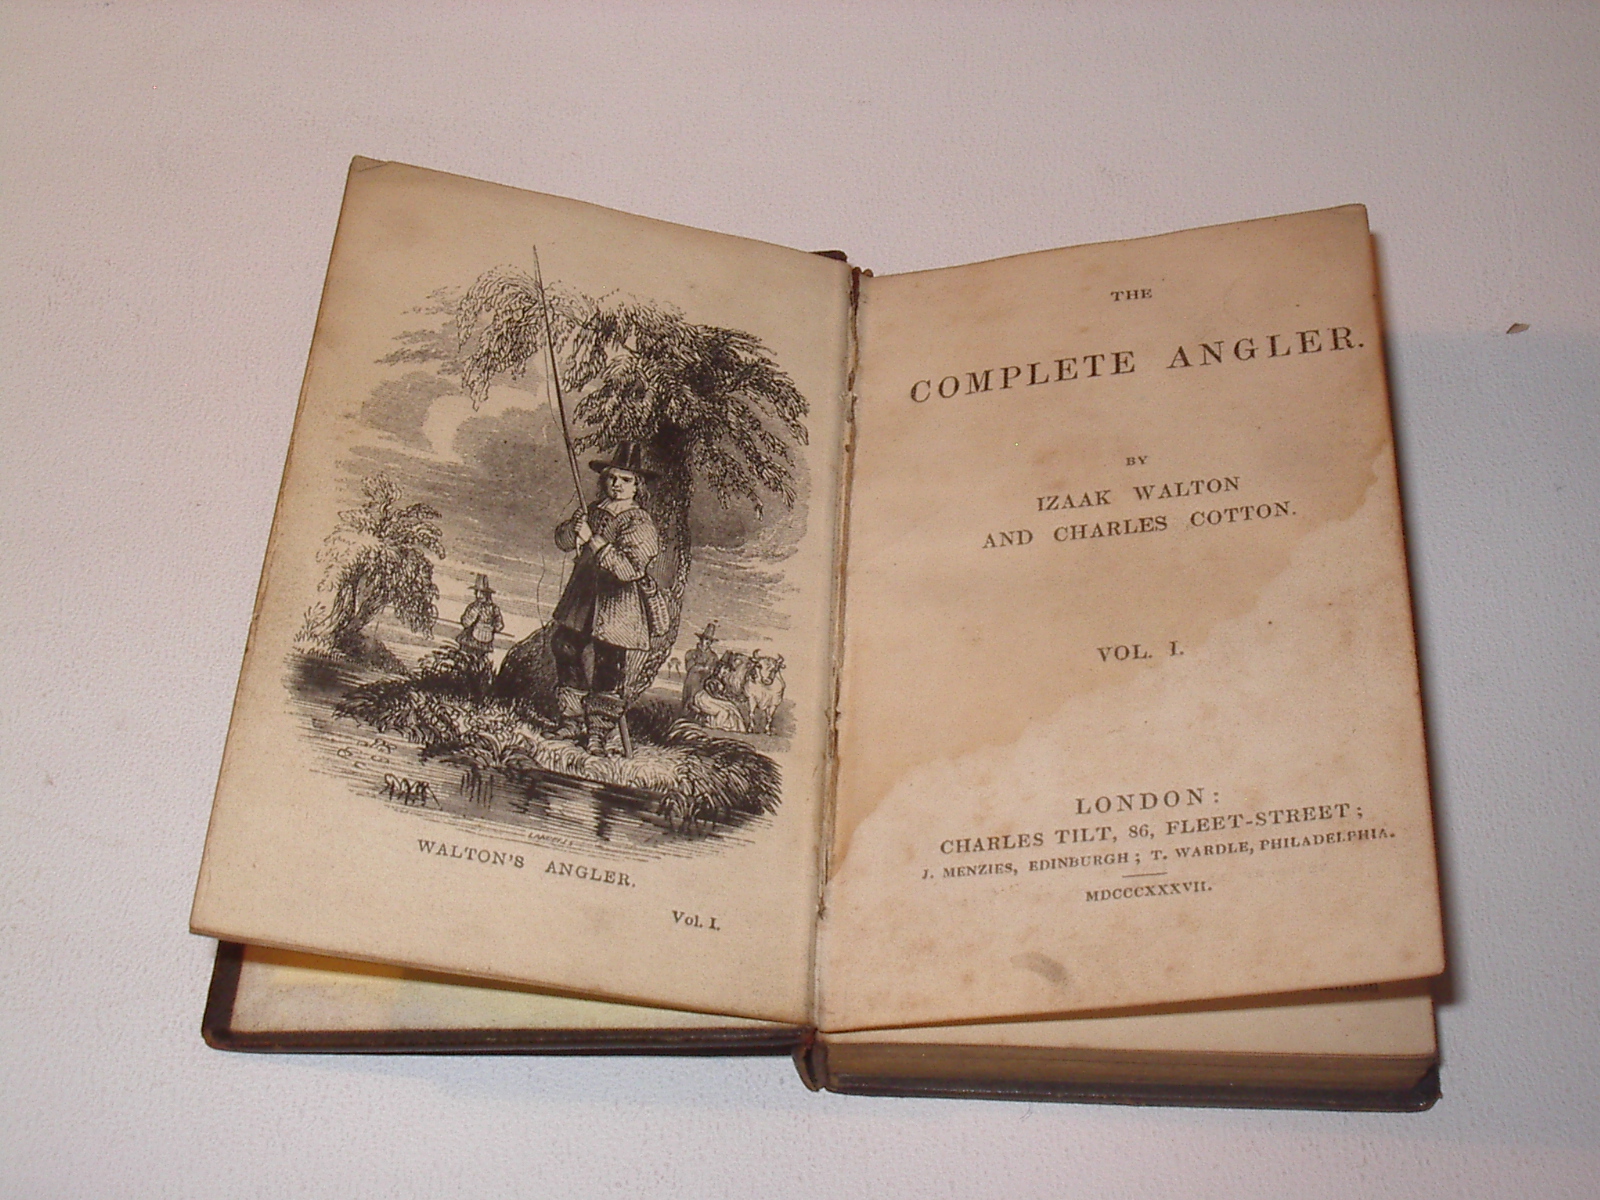 WALTON'S ANGLER.
Vol. I.
THE
COMPLETE ANGLER.
BY
IZAAK WALTON
AND CHARLES COTTON.
VOL. I.
LONDON:
CHARLES TILT, 86, FLEET-STREET;
J. MENZIES, EDINBURGH; T. WARDLE, PHILADELPHIA.
MDCCCXXXVII.